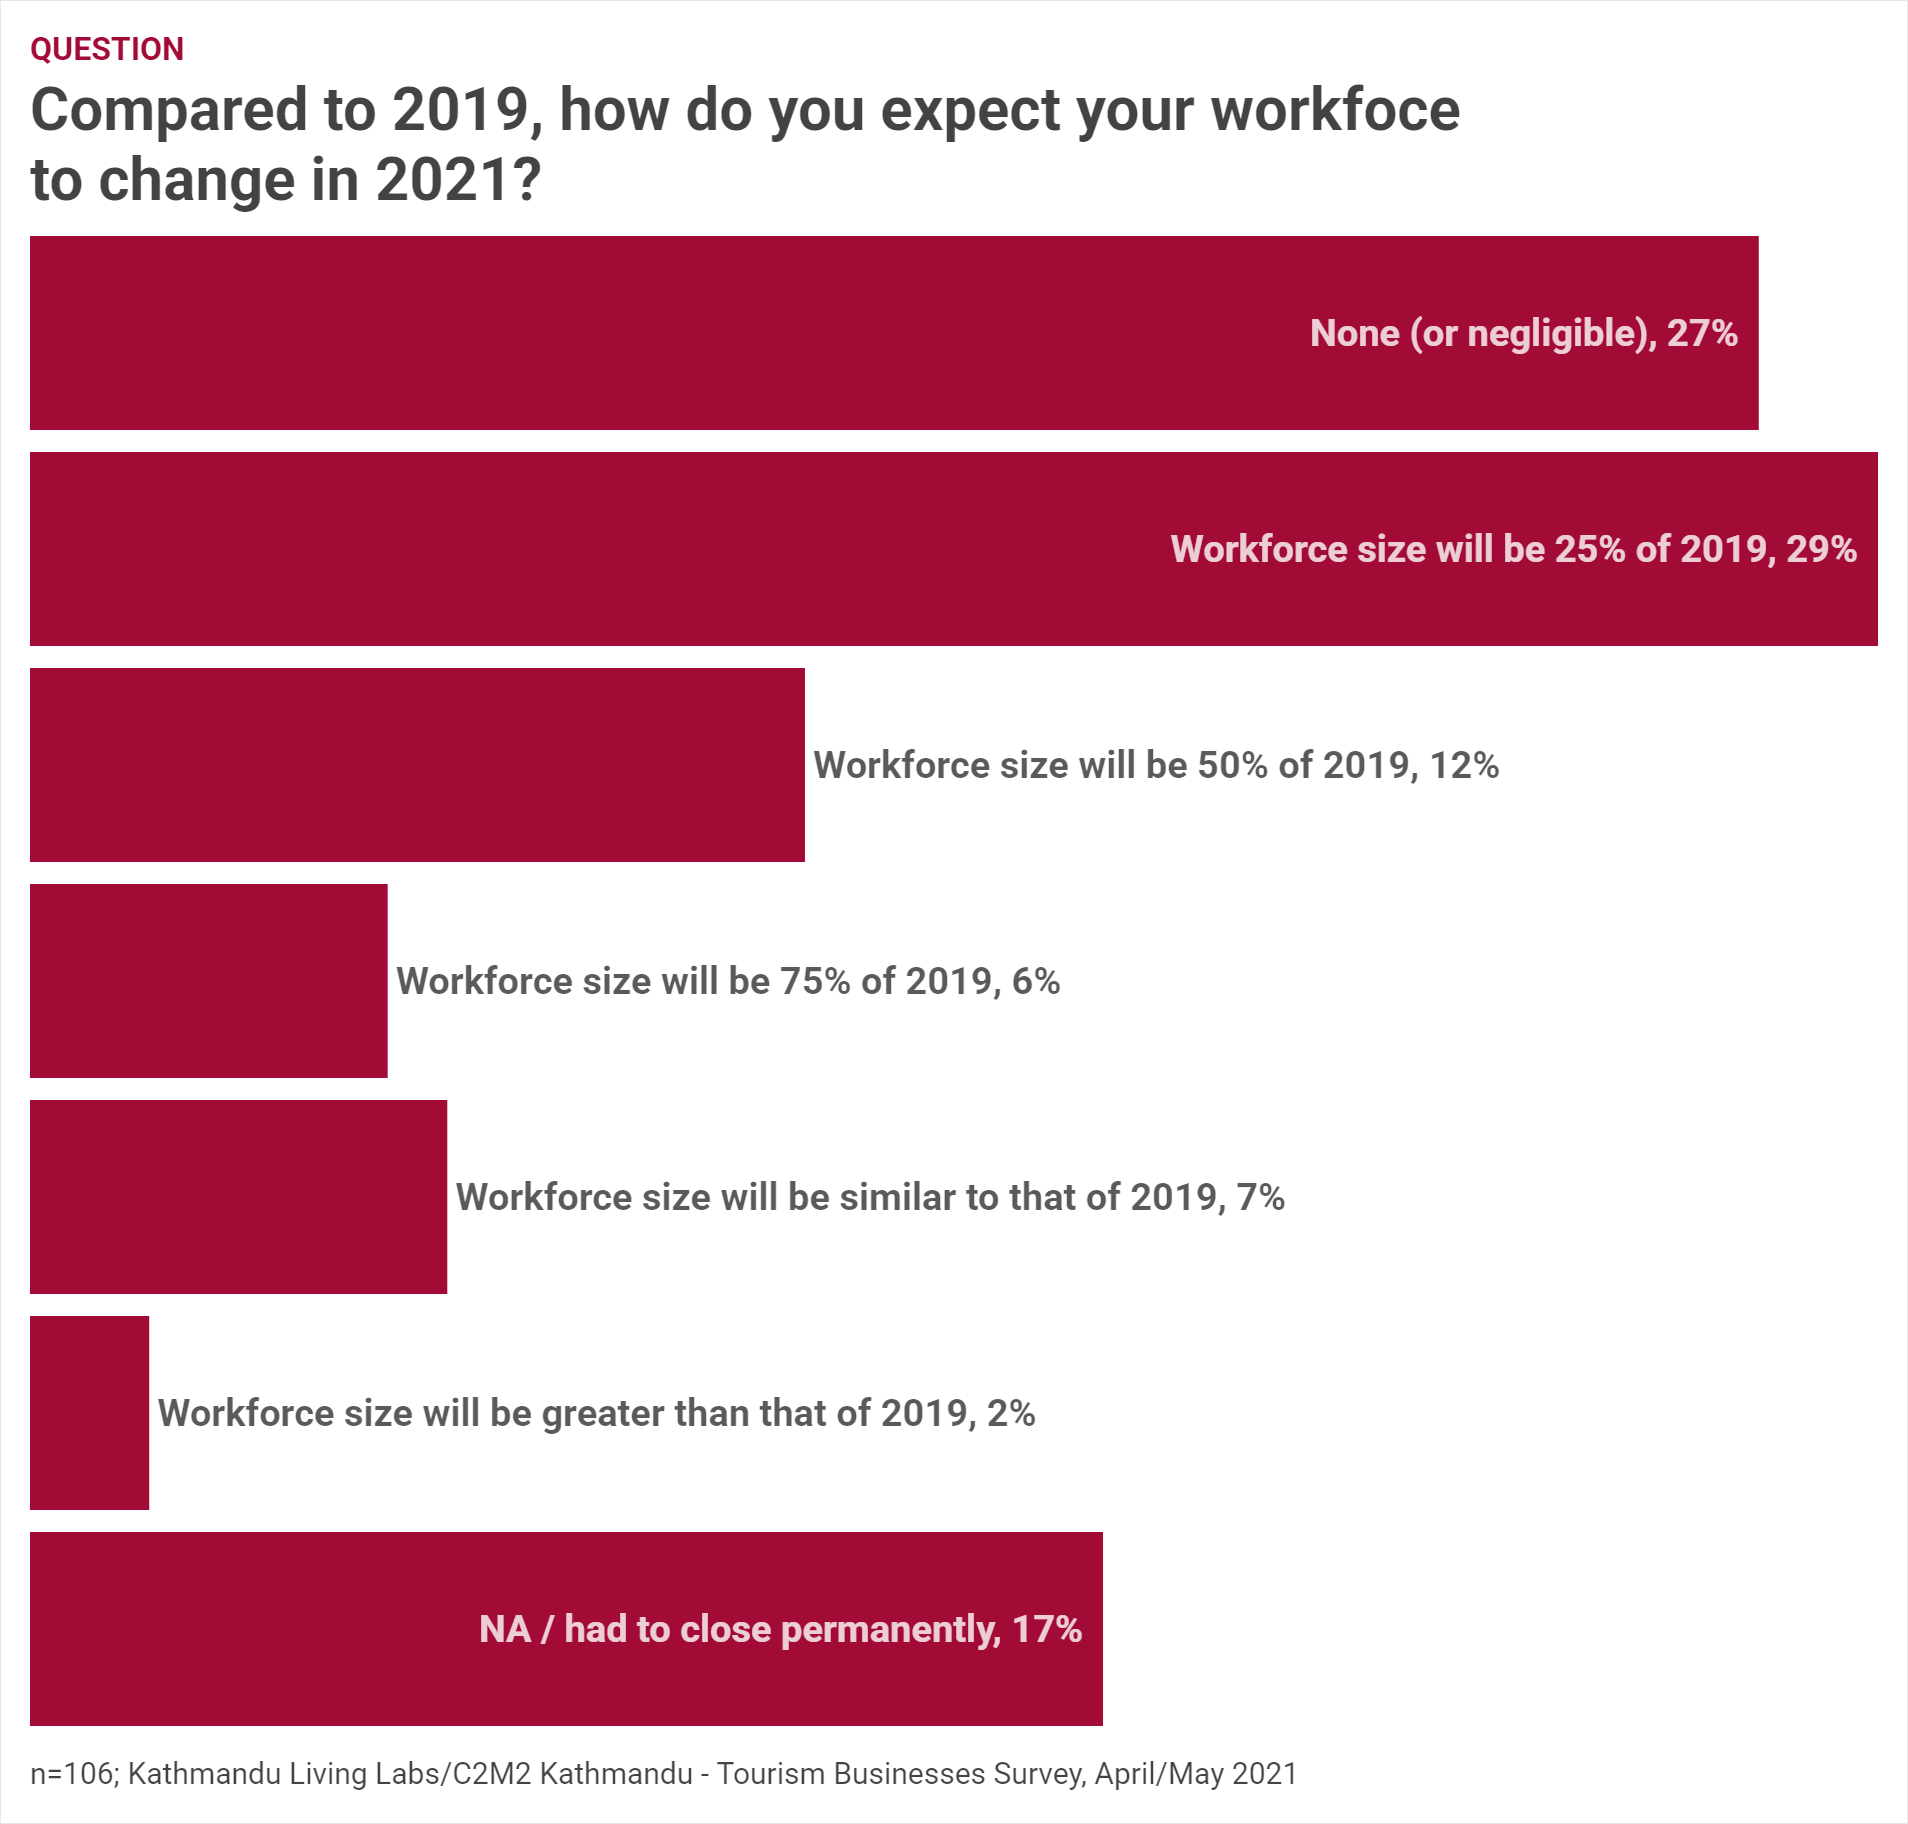 QUESTION
Compared to 2019, how do you expect your workfoce
to change in 2021?
None (or negligible), 27%
Workforce size will be 25% of 2019, 29%
Workforce size will be 50% of 2019, 12%
Workforce size will be 75% of 2019, 6%
Workforce size will be similar to that of 2019, 7%
Workforce size will be greater than that of 2019, 2%
NA / had to close permanently, 17%
n=106; Kathmandu Living Labs/C2M2 Kathmandu - Tourism Businesses Survey, April/May 2021